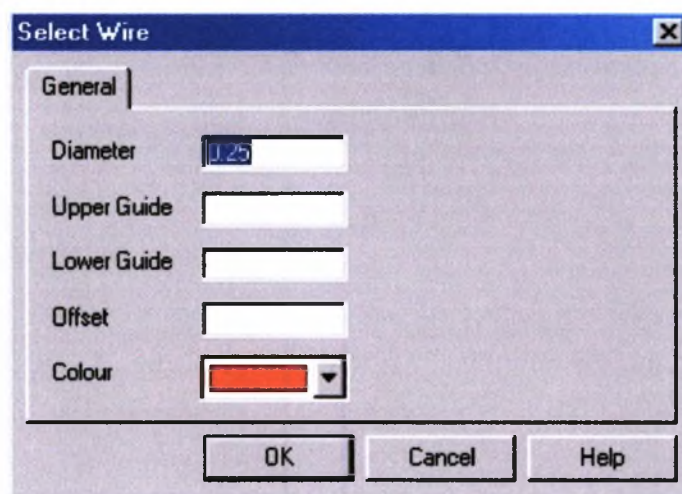 Select Wire
General
Diameter 0.25
Upper Guide
Lower Guide
Offset
Colour
OK Cancel Help